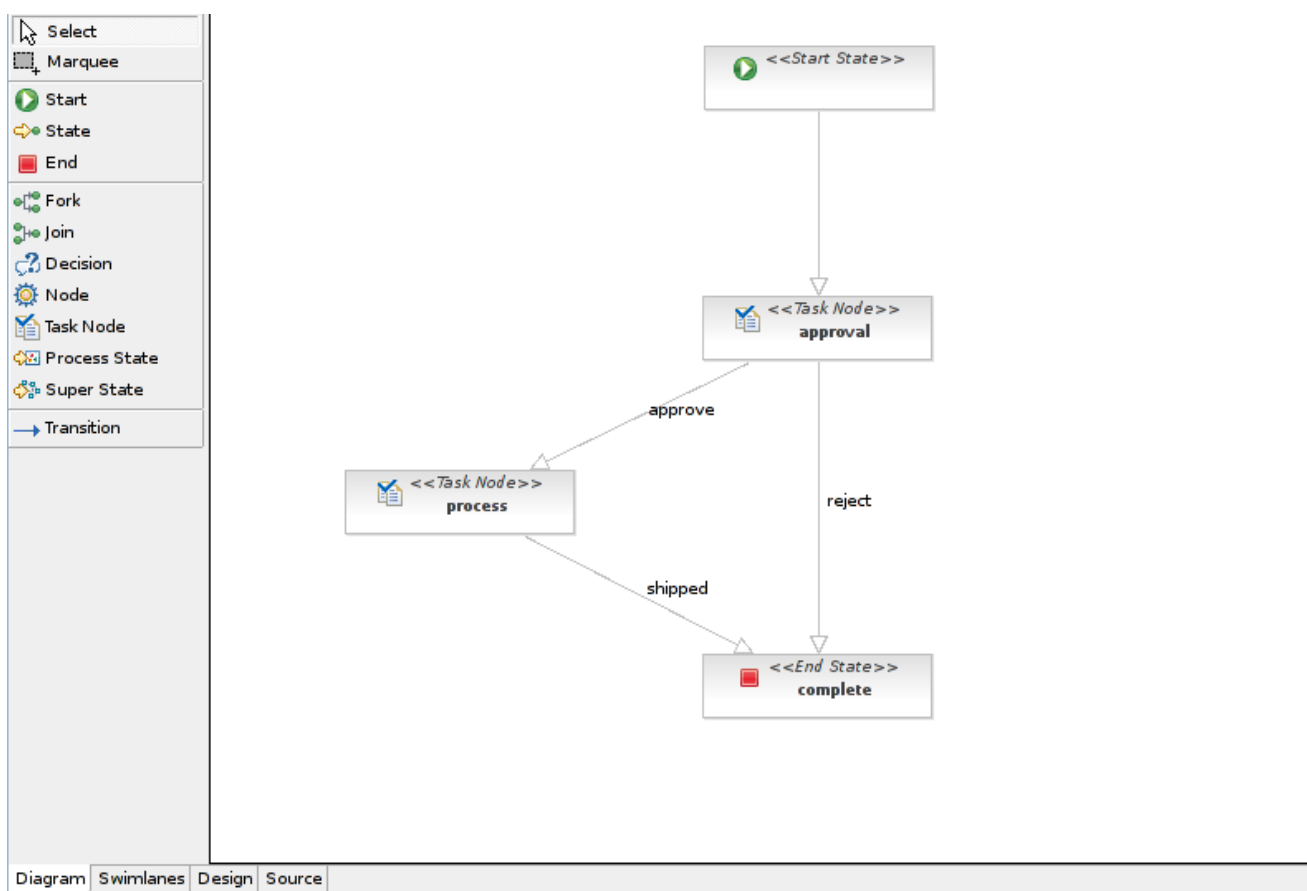 Select
Marquee
Start
State
End
Fork
Join
Decision
Node
Task Node
Process State
Super State
Transition
<<Start State>>
<<Task Node>>
approval
approve
<<Task Node>>
process
reject
shipped
<<End State>>
complete
Diagram Swimlanes Design Source